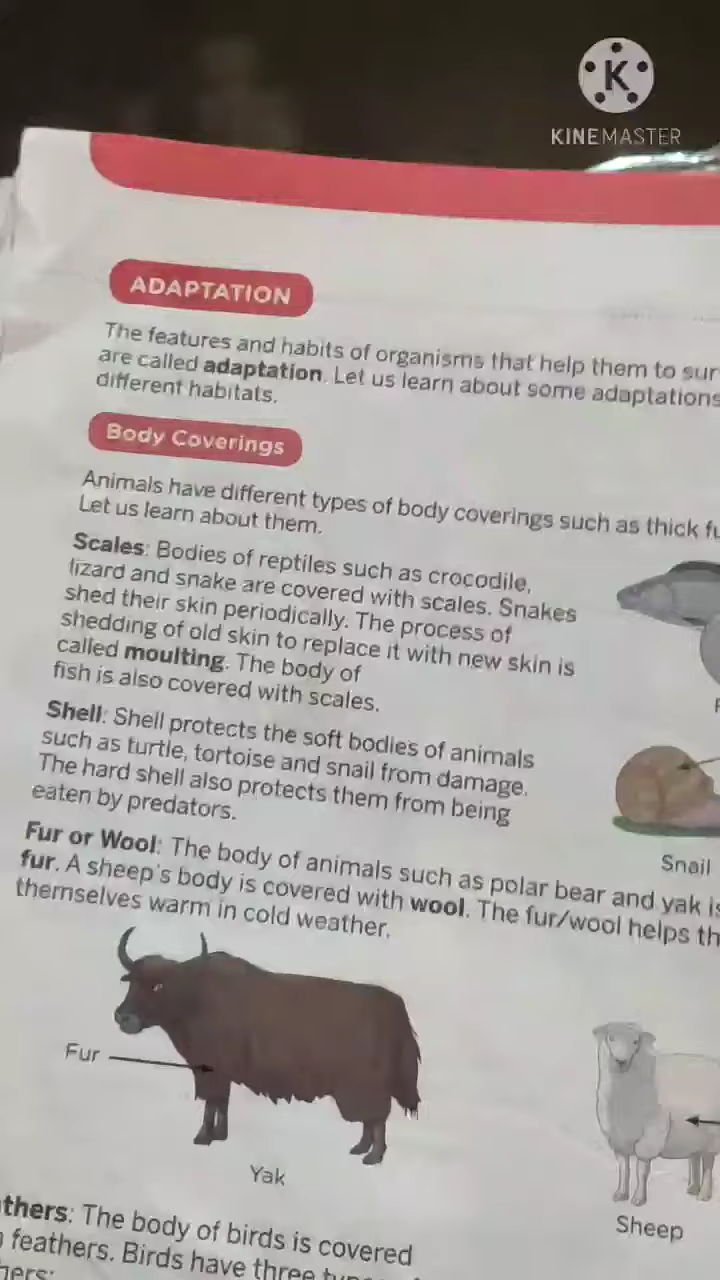 K
KINEMASTER
ADAPTATION
The features and habits of organisms that help them to sur
are called adaptation. Let us learn about some adaptations
different habitats.
Body Coverings
Animals have different types of body coverings such as thick fu
Let us learn about them.
Scales: Bodies of reptiles such as crocodile,
lizard and snake are covered with scales. Snakes
shed their skin periodically. The process of
shedding of old skin to replace it with new skin is
called moulting. The body of
fish is also covered with scales.
Shell: Shell protects the soft bodies of animals
such as turtle, tortoise and snail from damage.
The hard shell also protects them from being
eaten by predators.
Snail
Fur or Wool: The body of animals such as polar bear and yak is
fur. A sheep's body is covered with wool. The fur/wool helps th
themselves warm in cold weather.
Fur
Yak
Sheep
thers: The body of birds is covered
feathers. Birds have three
hers: